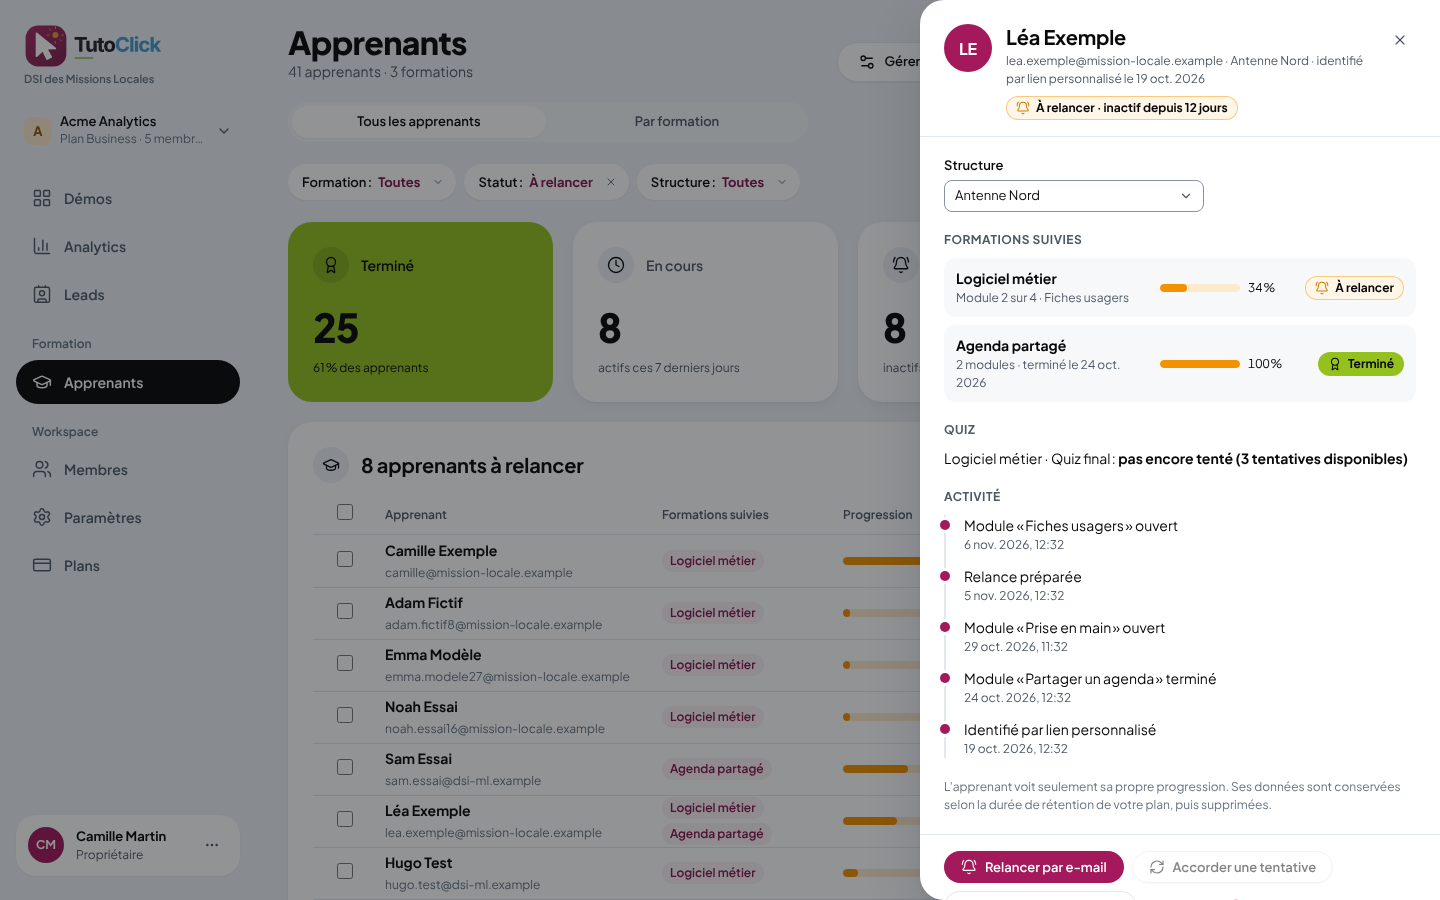 TutoClick
DSI des Missions Locales
A
Acme Analytics
Plan Business · 5 membr...
Démos
Analytics
Leads
Formation
Apprenants
Workspace
Membres
Paramètres
Plans
CM
Camille Martin
Propriétaire
Apprenants
41 apprenants · 3 formations
Gérer
Tous les apprenants
Par formation
Formation : Toutes
Statut : À relancer
Structure : Toutes
Terminé
25
61 % des apprenants
En cours
8
actifs ces 7 derniers jours
8
inactif
8 apprenants à relancer
Apprenant Formations suivies Progression
Camille Exemple
camille@mission-locale.example
Logiciel métier
Adam Fictif
adam.fictif8@mission-locale.example
Logiciel métier
Emma Modèle
emma.modele27@mission-locale.example
Logiciel métier
Noah Essai
noah.essai16@mission-locale.example
Logiciel métier
Sam Essai
sam.essai@dsi-ml.example
Agenda partagé
Léa Exemple
lea.exemple@mission-locale.example
Logiciel métier
Agenda partagé
Hugo Test
hugo.test@dsi-ml.example
Logiciel métier
LE
Léa Exemple
lea.exemple@mission-locale.example · Antenne Nord · identifié
par lien personnalisé le 19 oct. 2026
À relancer · inactif depuis 12 jours
Structure
Antenne Nord
FORMATIONS SUIVIES
Logiciel métier
Module 2 sur 4 · Fiches usagers
34 %
À relancer
Agenda partagé
2 modules · terminé le 24 oct.
2026
100 %
Terminé
QUIZ
Logiciel métier · Quiz final : pas encore tenté (3 tentatives disponibles)
ACTIVITÉ
Module « Fiches usagers » ouvert
6 nov. 2026, 12:32
Relance préparée
5 nov. 2026, 12:32
Module « Prise en main » ouvert
29 oct. 2026, 11:32
Module « Partager un agenda » terminé
24 oct. 2026, 12:32
Identifié par lien personnalisé
19 oct. 2026, 12:32
L'apprenant voit seulement sa propre progression. Ses données sont conservées
selon la durée de rétention de votre plan, puis supprimées.
Relancer par e-mail
Accorder une tentative